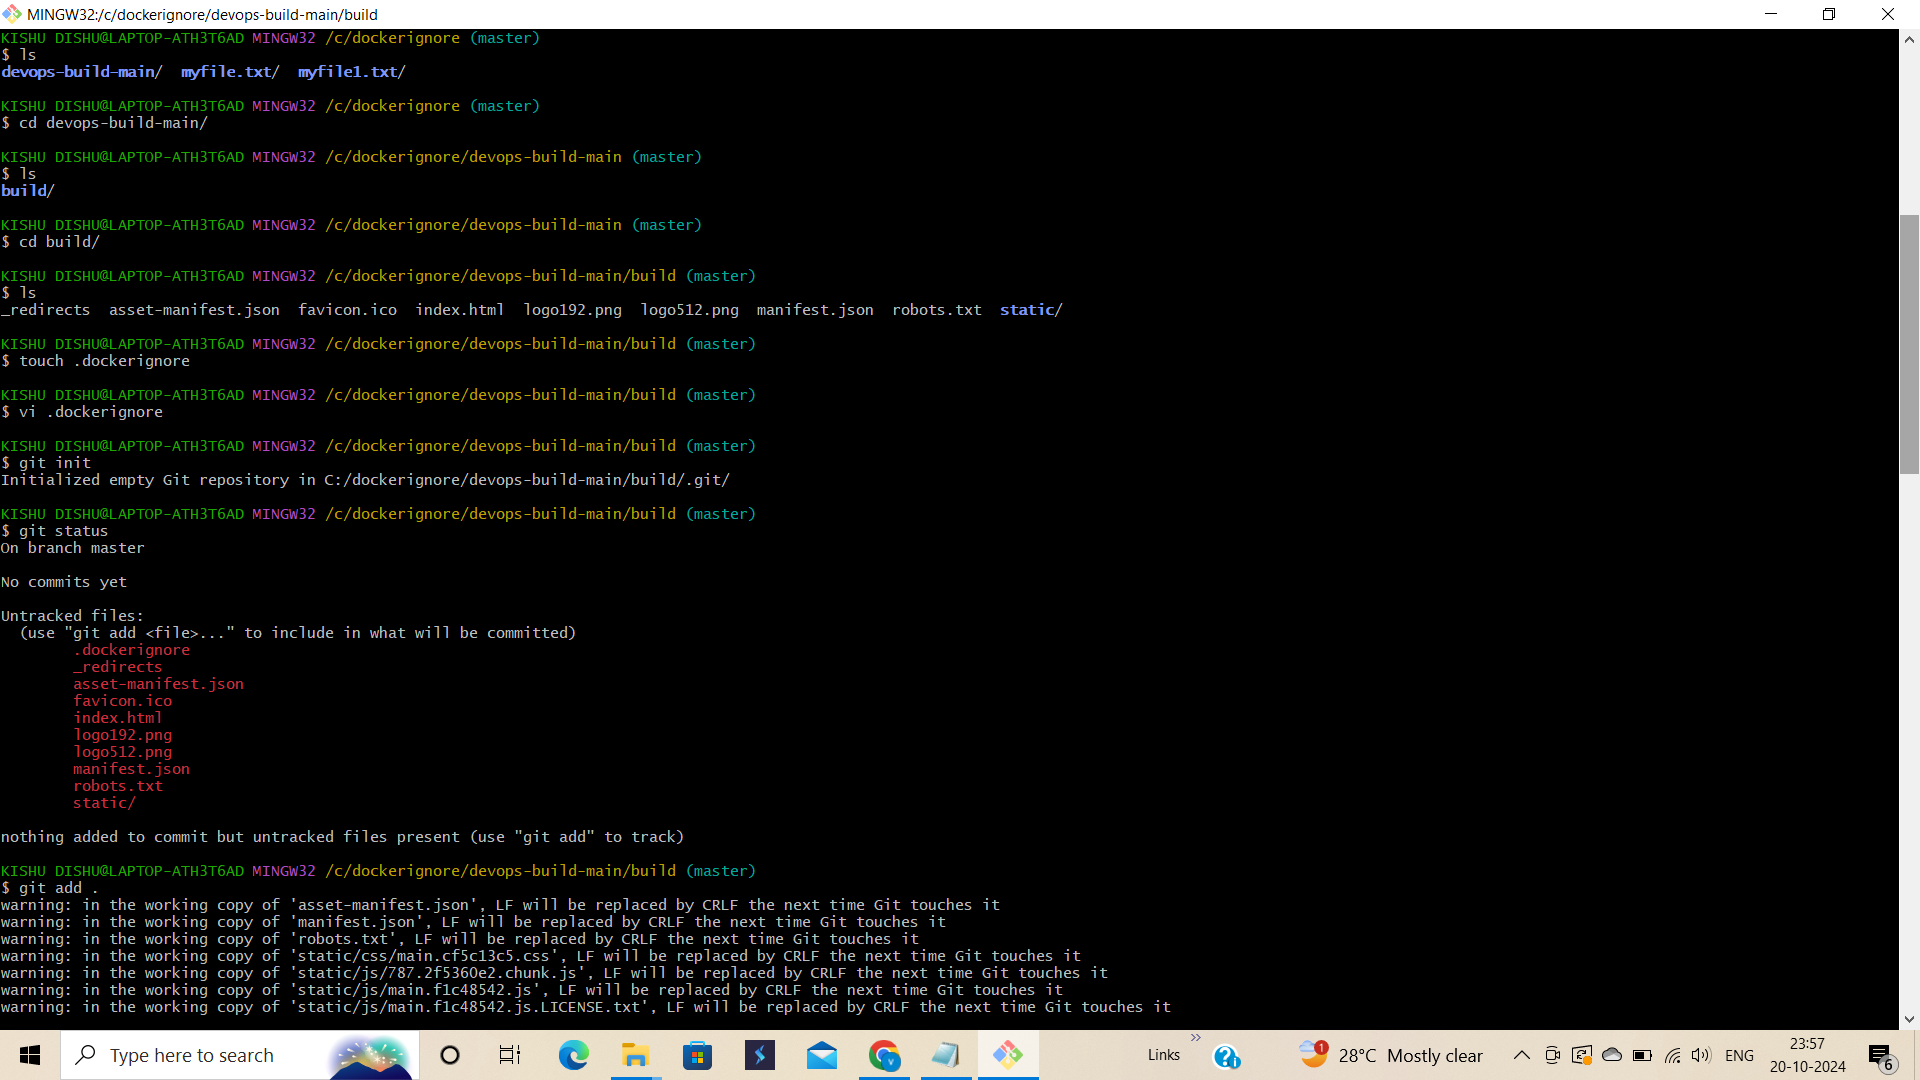 MINGW32:/c/dockerignore/devops-build-main/build
KISHU DISHU@LAPTOP-ATH3T6AD MINGW32 /c/dockerignore (master)
$ ls
devops-build-main/  myfile.txt/  myfile1.txt/
KISHU DISHU@LAPTOP-ATH3T6AD MINGW32 /c/dockerignore (master)
$ cd devops-build-main/
KISHU DISHU@LAPTOP-ATH3T6AD MINGW32 /c/dockerignore/devops-build-main (master)
$ ls
build/
KISHU DISHU@LAPTOP-ATH3T6AD MINGW32 /c/dockerignore/devops-build-main (master)
$ cd build/
KISHU DISHU@LAPTOP-ATH3T6AD MINGW32 /c/dockerignore/devops-build-main/build (master)
$ ls
_redirects  asset-manifest.json  favicon.ico  index.html  logo192.png  logo512.png  manifest.json  robots.txt  static/
KISHU DISHU@LAPTOP-ATH3T6AD MINGW32 /c/dockerignore/devops-build-main/build (master)
$ touch .dockerignore
KISHU DISHU@LAPTOP-ATH3T6AD MINGW32 /c/dockerignore/devops-build-main/build (master)
$ vi .dockerignore
KISHU DISHU@LAPTOP-ATH3T6AD MINGW32 /c/dockerignore/devops-build-main/build (master)
$ git init
Initialized empty Git repository in C:/dockerignore/devops-build-main/build/.git/
KISHU DISHU@LAPTOP-ATH3T6AD MINGW32 /c/dockerignore/devops-build-main/build (master)
$ git status
On branch master
No commits yet
Untracked files:
  (use "git add <file>..." to include in what will be committed)
        .dockerignore
        _redirects
        asset-manifest.json
        favicon.ico
        index.html
        logo192.png
        logo512.png
        manifest.json
        robots.txt
        static/
nothing added to commit but untracked files present (use "git add" to track)
KISHU DISHU@LAPTOP-ATH3T6AD MINGW32 /c/dockerignore/devops-build-main/build (master)
$ git add .
warning: in the working copy of 'asset-manifest.json', LF will be replaced by CRLF the next time Git touches it
warning: in the working copy of 'manifest.json', LF will be replaced by CRLF the next time Git touches it
warning: in the working copy of 'robots.txt', LF will be replaced by CRLF the next time Git touches it
warning: in the working copy of 'static/css/main.cf5c13c5.css', LF will be replaced by CRLF the next time Git touches it
warning: in the working copy of 'static/js/787.2f5360e2.chunk.js', LF will be replaced by CRLF the next time Git touches it
warning: in the working copy of 'static/js/main.f1c48542.js', LF will be replaced by CRLF the next time Git touches it
warning: in the working copy of 'static/js/main.f1c48542.js.LICENSE.txt', LF will be replaced by CRLF the next time Git touches it
Type here to search
v
Links
1
28°C Mostly clear
ENG
23:57
20-10-2024
6